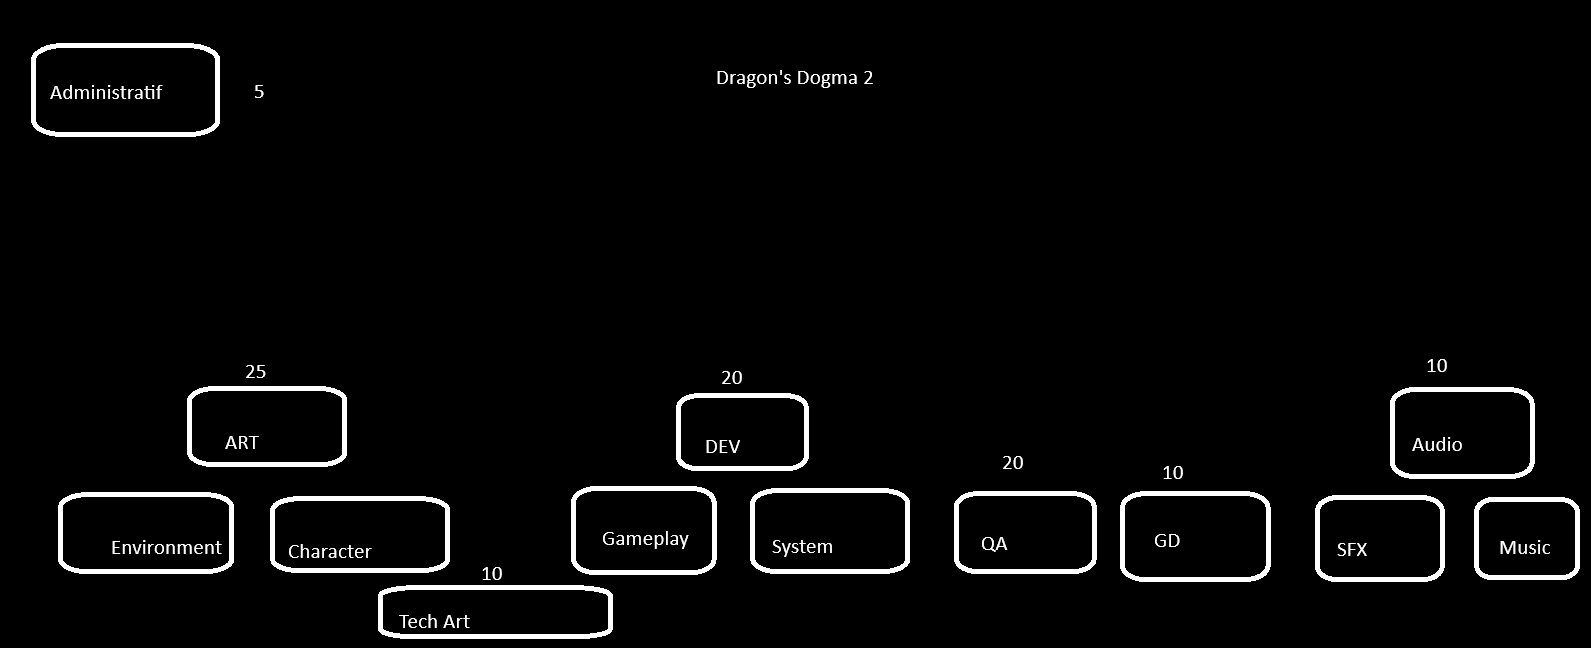 Dragon's Dogma 2
Administratif
5
25
ART
Environment
Character
10
Tech Art
20
DEV
Gameplay
System
20
QA
10
GD
10
Audio
SFX
Music